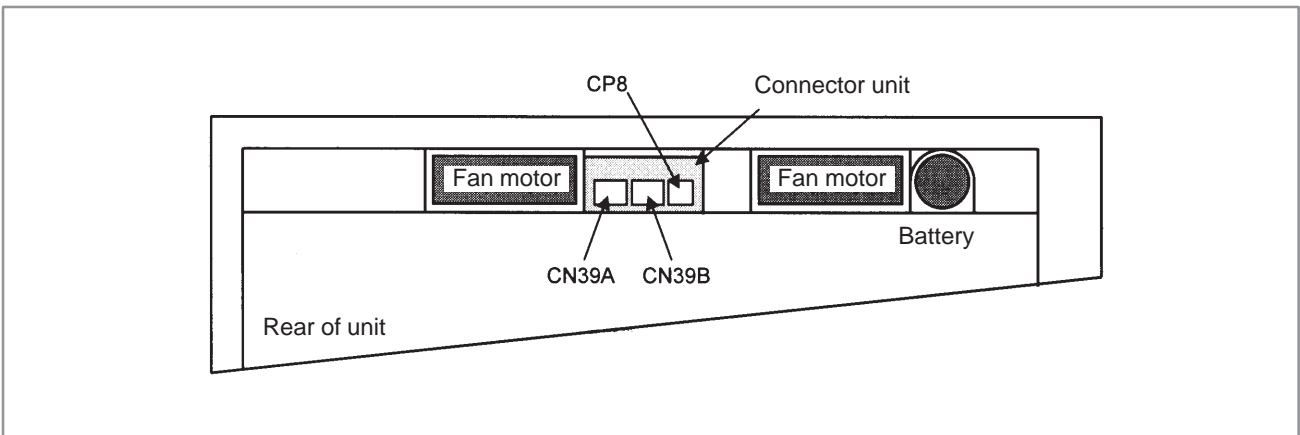 CP8
Connector unit
Fan motor
Fan motor
Battery
CN39A
CN39B
Rear of unit